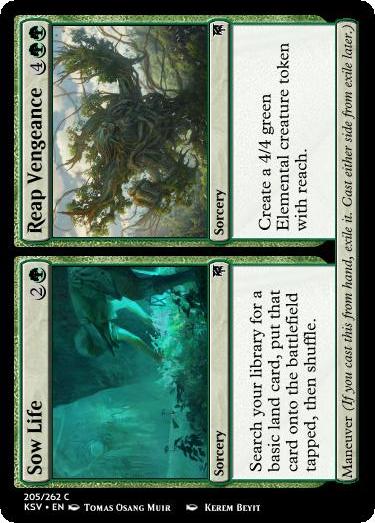 Sow Life 2
Sorcery
Search your library for a
basic land card, put that
card onto the battlefield
tapped, then shuffle.
Reap Vengeance 4
Sorcery
Create a 4/4 green
Elemental creature token
with reach.
Maneuver (If you cast this from hand, exile it. Cast either side from exile later.)
205/262 C
KSV • EN Tomas Osang Muir Kerem Beyit